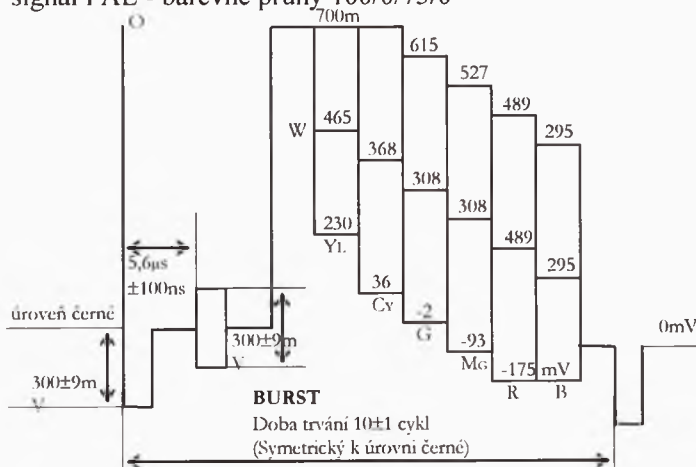 signál PAL - barevné pruhy 100/0/75/0
O
700m
615
527
489
295
W
465
368
308
308
489
295
230
YL
36
CY
-2
G
-93
MG
-175 mV
R
B
5,6µs
±100ns
úroveň černé
300±9m
V
300±9m
V
0mV
BURST
Doba trvání 10±1 cykl
(Symetrický k úrovni černé)